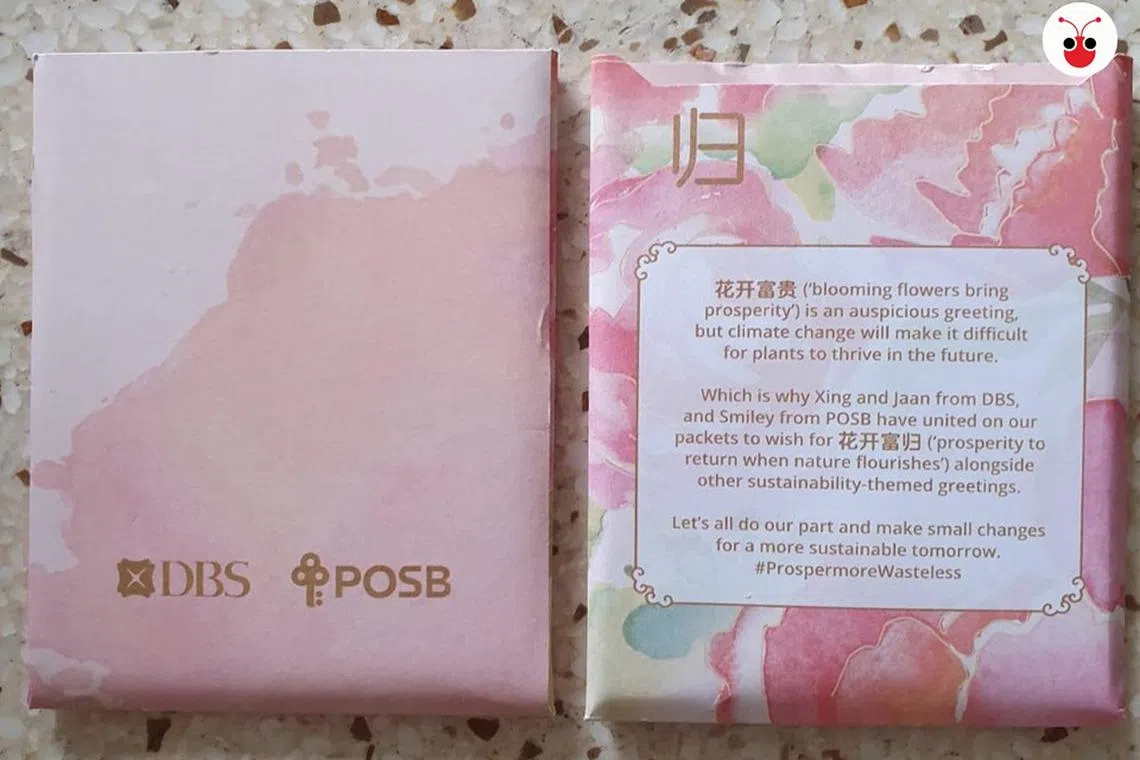 DBS POSB
归
花开富贵 (‘blooming flowers bring
prosperity’) is an auspicious greeting,
but climate change will make it difficult
for plants to thrive in the future.
Which is why Xing and Jaan from DBS,
and Smiley from POSB have united on our
packets to wish for 花开富归 (‘prosperity to
return when nature flourishes’) alongside
other sustainability-themed greetings.
Let’s all do our part and make small changes
for a more sustainable tomorrow.
#ProspermoreWasteless